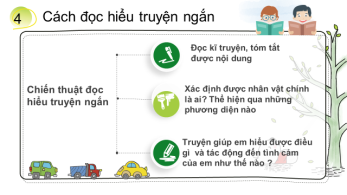 4 Cách đọc hiểu truyện ngắn
Chiến thuật đọc
hiểu truyện ngắn
Đọc kĩ truyện, tóm tắt
được nội dung
Xác định được nhân vật chính
là ai? Thể hiện qua những
phương diện nào
Truyện giúp em hiểu được điều
gì và tác động đến tình cảm
của em như thế nào ?